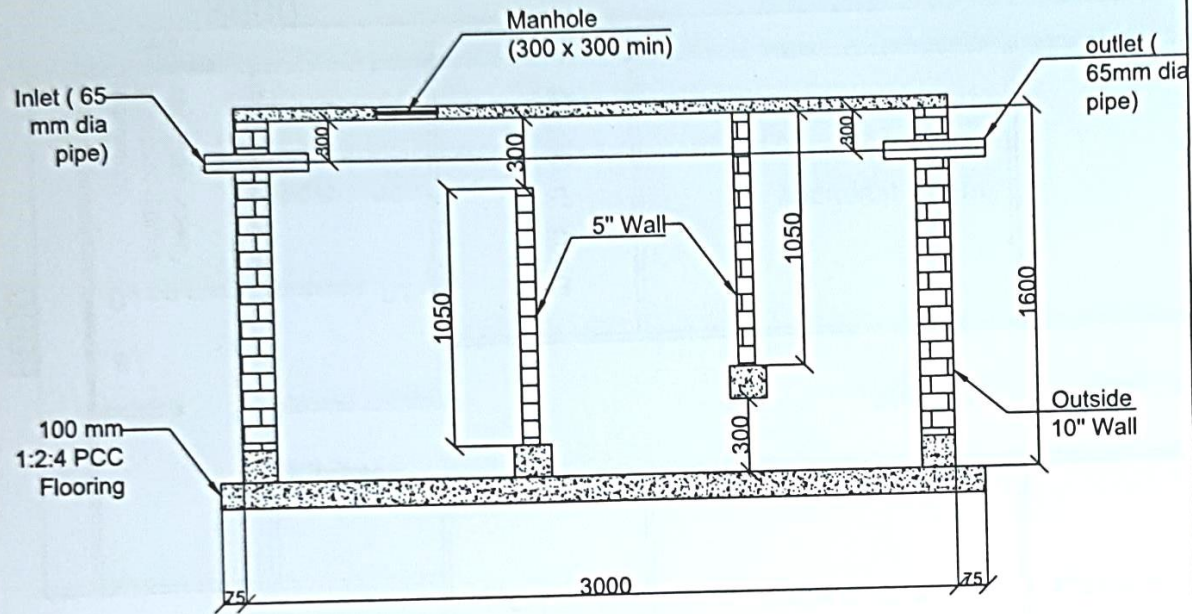 Manhole
(300 x 300 min)
outlet (
65mm dia
pipe)
Inlet ( 65
mm dia
pipe)
300
300
300
1050
5" Wall
1050
1600
100 mm
1:2:4 PCC
Flooring
300
Outside
10" Wall
75
3000
75